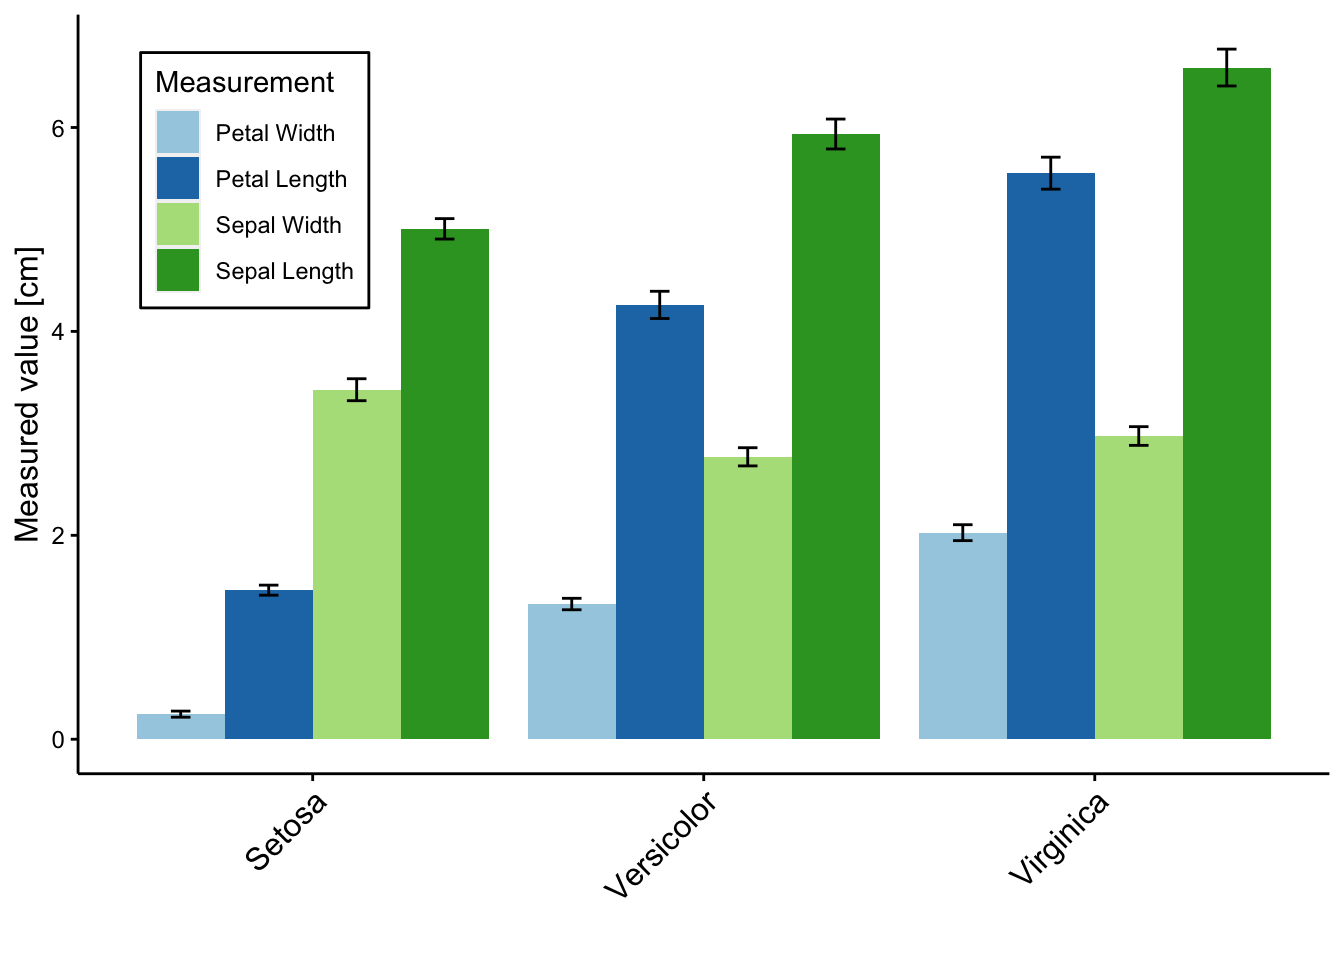 Measurement
Petal Width
Petal Length
Sepal Width
Sepal Length
Measured value [cm]
6
4
2
0
Setosa
Versicolor
Virginica